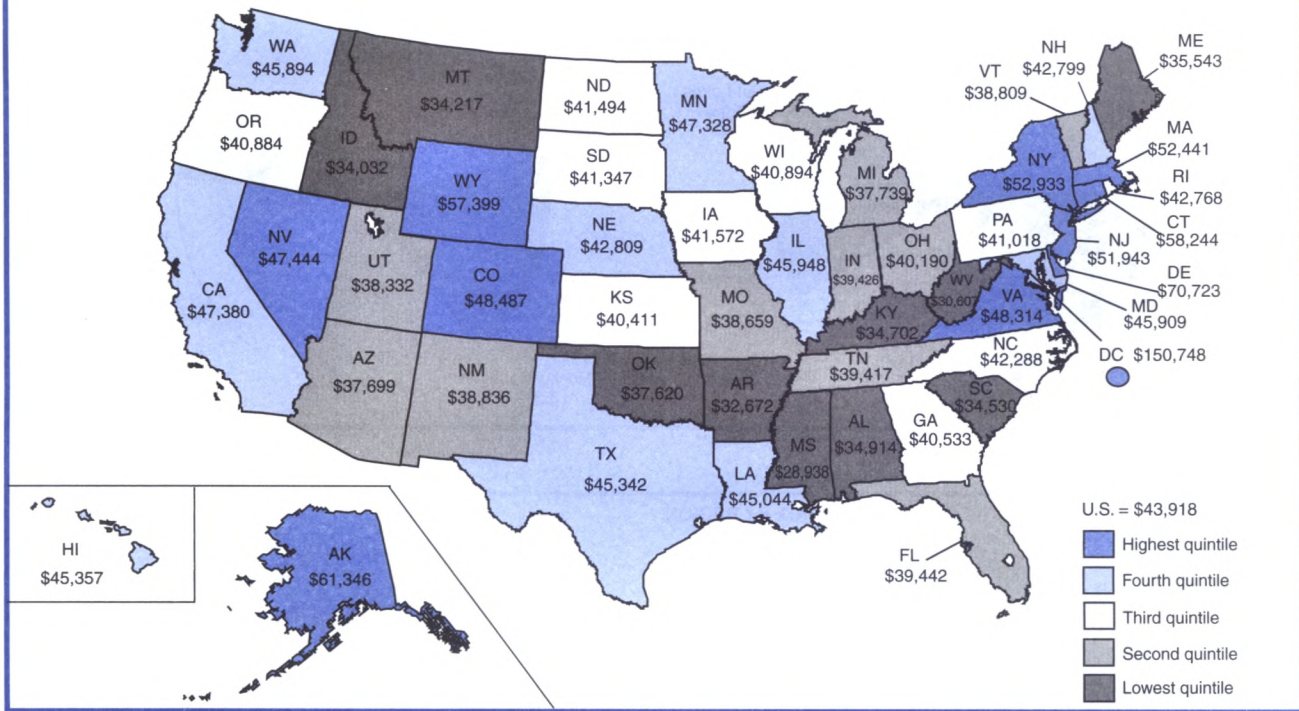 WA
$45,894
OR
$40,884
CA
$47,380
NV
$47,444
ID
$34,032
MT
$34,217
WY
$57,399
UT
$38,332
CO
$48,487
AZ
$37,699
NM
$38,836
ND
$41,494
SD
$41,347
NE
$42,809
KS
$40,411
OK
$37,620
TX
$45,342
MN
$47,328
IA
$41,572
MO
$38,659
AR
$32,672
LA
$45,044
WI
$40,894
IL
$45,948
MI
$37,739
IN
$39,426
OH
$40,190
KY
$34,702
TN
$39,417
MS
$28,938
AL
$34,914
GA
$40,533
FL
$39,442
SC
$34,530
NC
$42,288
VA
$48,314
WV
$30,607
PA
$41,018
NY
$52,933
VT
$38,809
NH
$42,799
ME
$35,543
MA
$52,441
RI
$42,768
CT
$58,244
NJ
$51,943
DE
$70,723
MD
$45,909
DC $150,748
HI
$45,357
AK
$61,346
U.S. = $43,918
Highest quintile
Fourth quintile
Third quintile
Second quintile
Lowest quintile